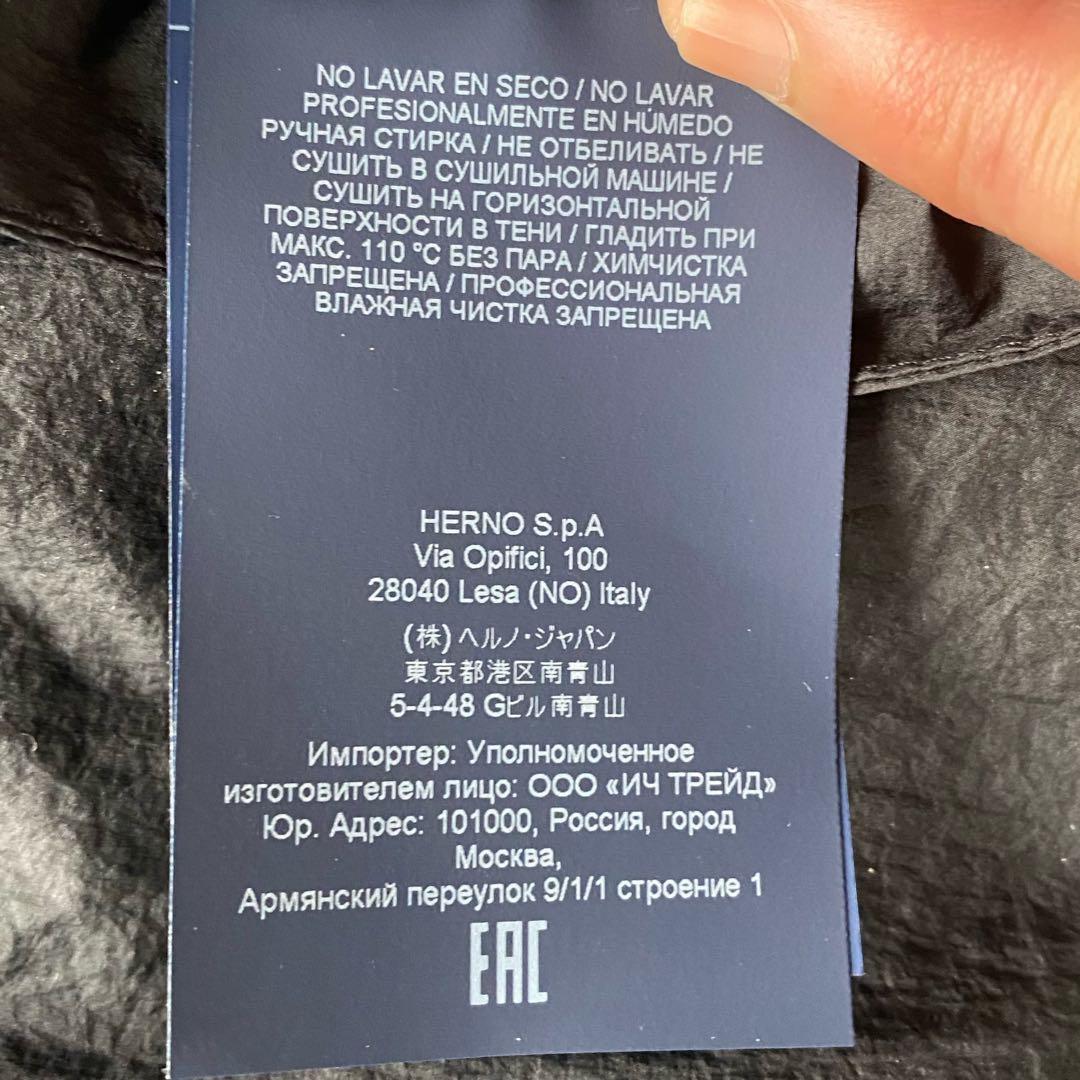 NO LAVAR EN SECO / NO LAVAR
PROFESIONALMENTE EN HÚMEDO
РУЧНАЯ СТИРКА / НЕ ОТБЕЛИВАТЬ / НЕ
СУШИТЬ В СУШИЛЬНОЙ МАШИНЕ /
СУШИТЬ НА ГОРИЗОНТАЛЬНОЙ
ПОВЕРХНОСТИ В ТЕНИ / ГЛАДИТЬ ПРИ
МАКС. 110 °C БЕЗ ПАРА / ХИМЧИСТКА
ЗАПРЕЩЕНА / ПРОФЕССИОНАЛЬНАЯ
ВЛАЖНАЯ ЧИСТКА ЗАПРЕЩЕНА
HERNO S.p.A
Via Opifici, 100
28040 Lesa (NO) Italy
(株)ヘルノ・ジャパン
東京都港区南青山
5-4-48 Gビル南青山
Импортер: Уполномоченное
изготовителем лицо: ООО «ИЧ ТРЕЙД»
Юр. Адрес: 101000, Россия, город
Москва,
Армянский переулок 9/1/1 строение 1
EAC